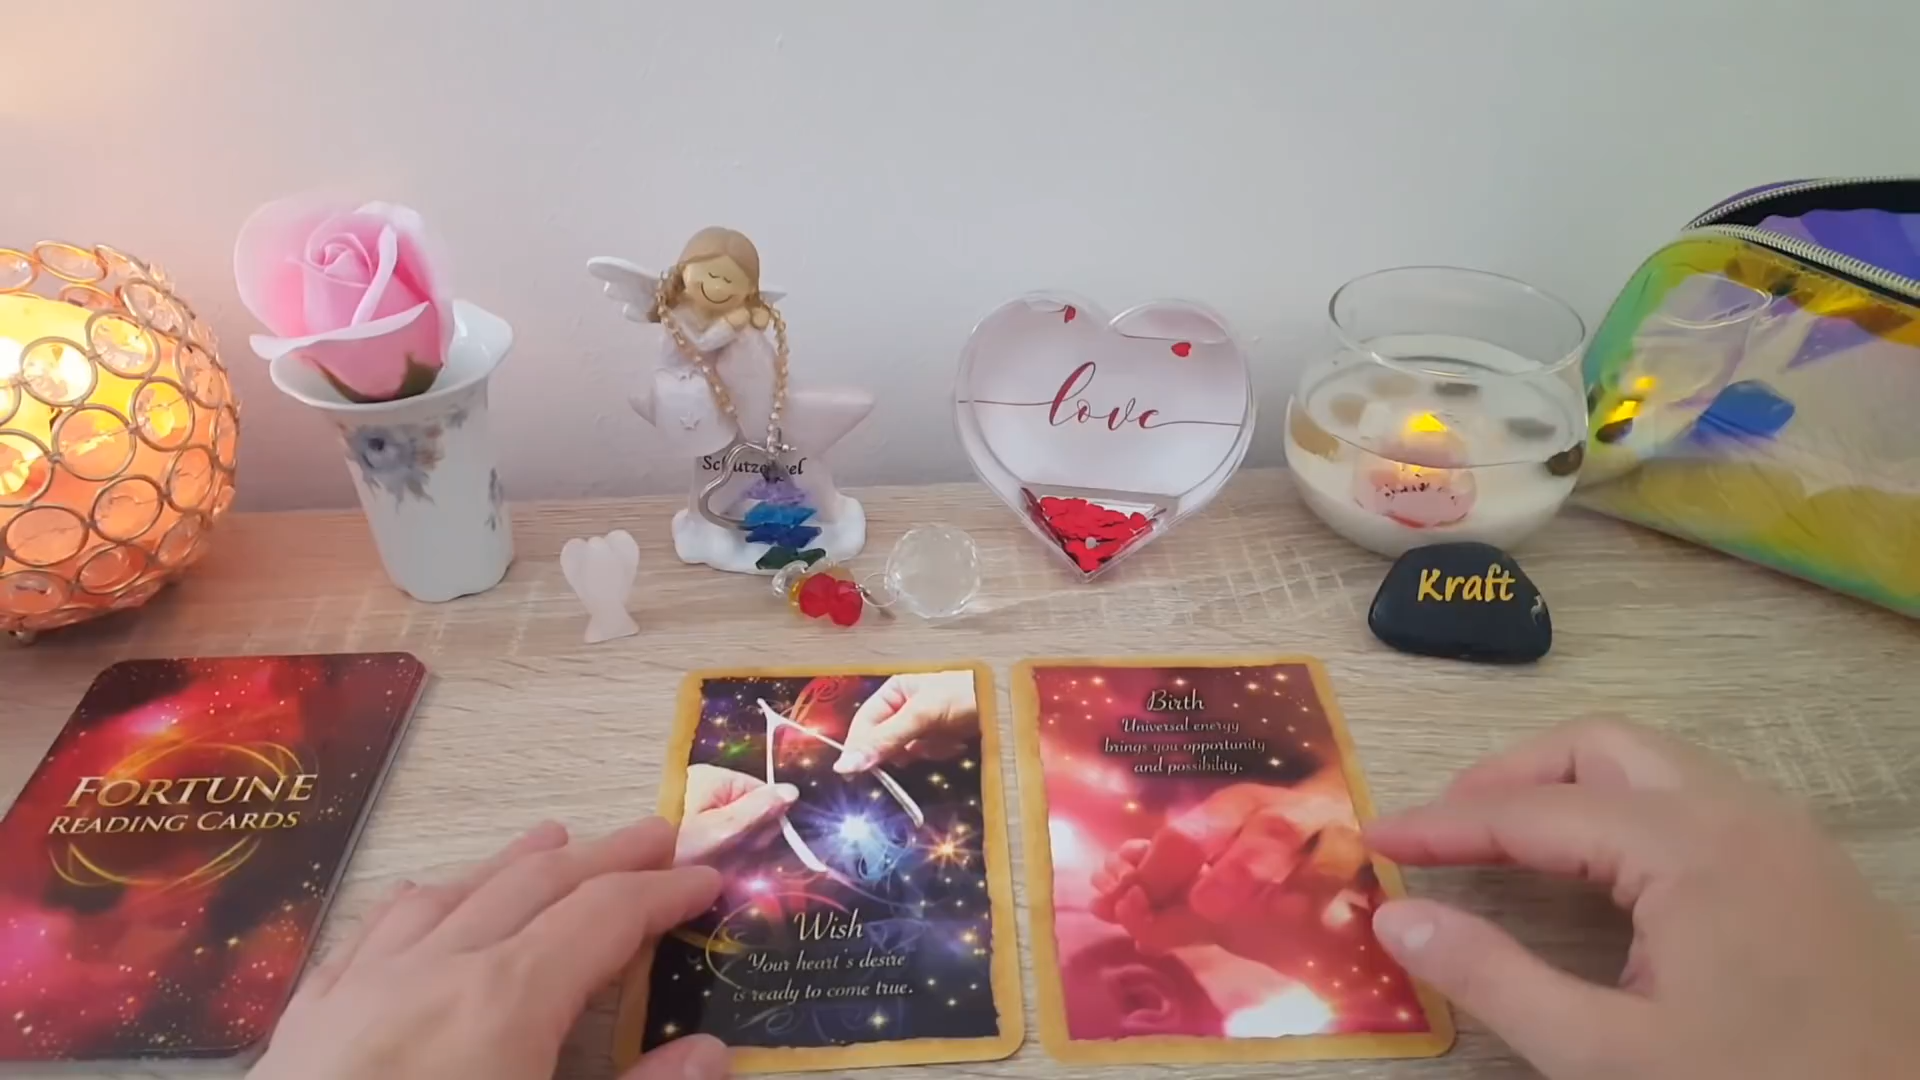 Schutzengel
love
Kraft
FORTUNE
READING CARDS
Wish
Your heart's desire
is ready to come true.
Birth
Universal energy
brings you opportunity
and possibility.